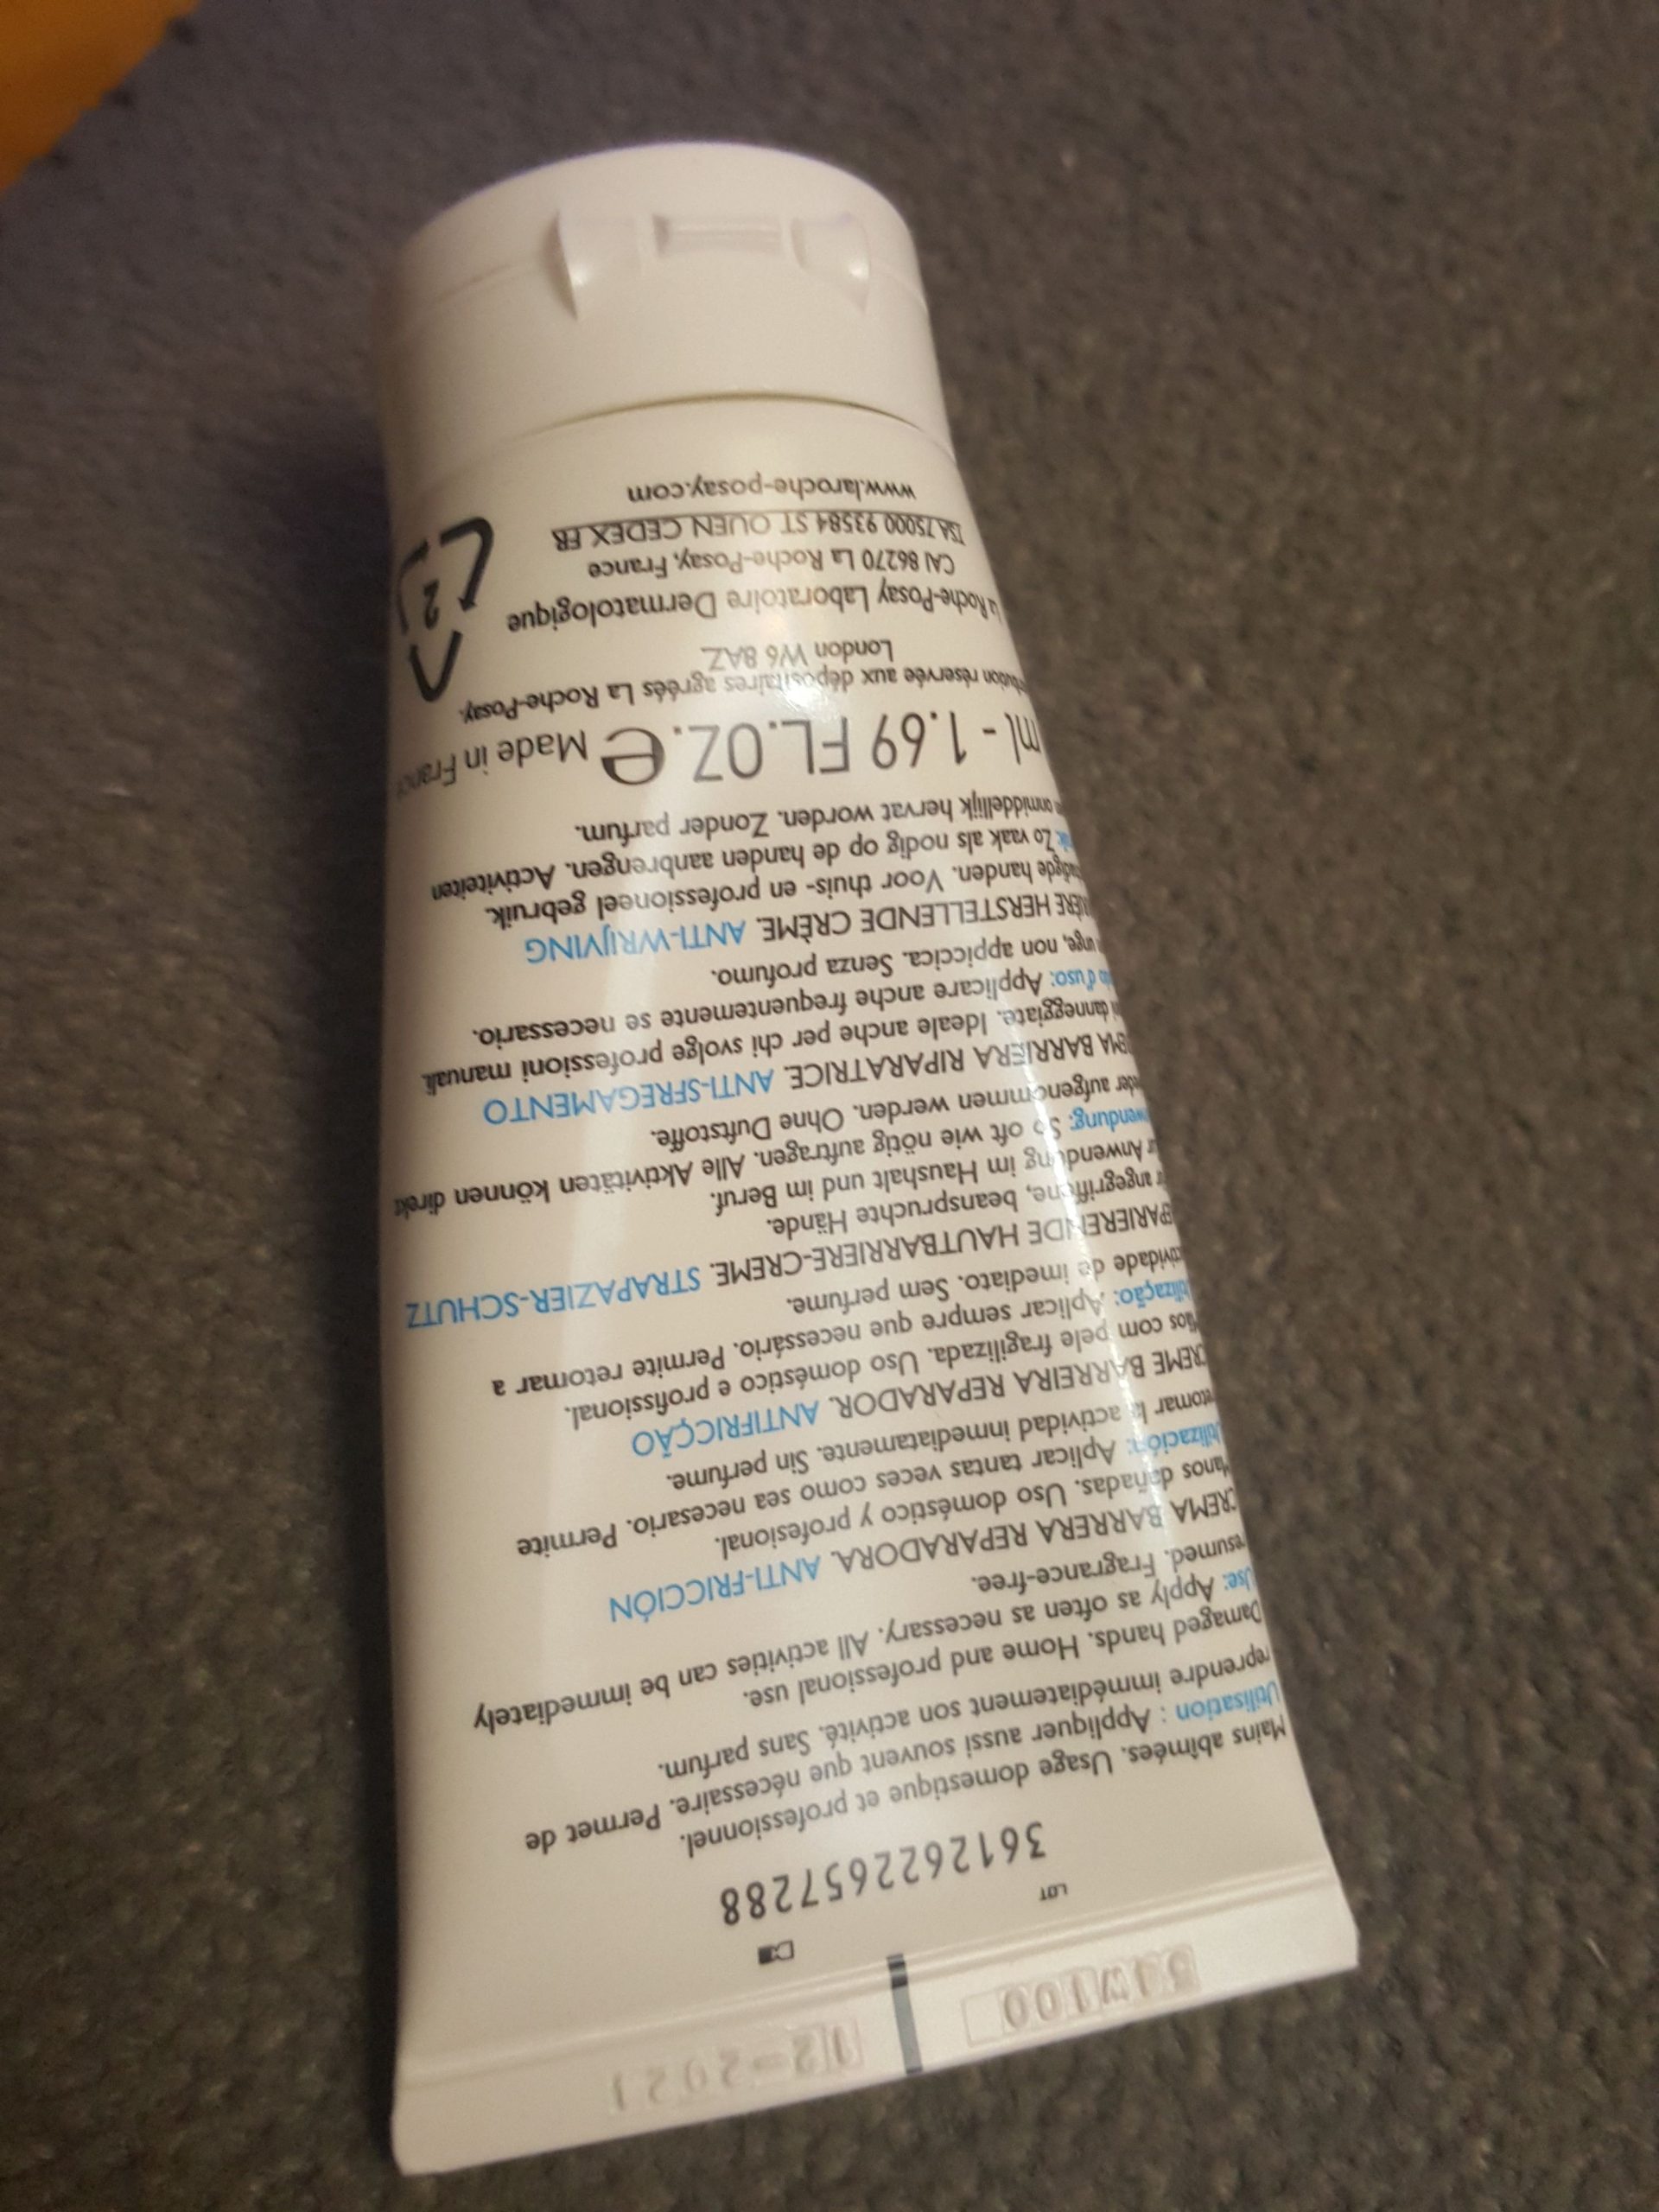 54W100 12-2021
LOT
3612622657288
Mains abîmées. Usage domestique et professionnel.
Utilisation : Appliquer aussi souvent que nécessaire. Permet de
reprendre immédiatement son activité. Sans parfum.
Damaged hands. Home and professional use.
Use: Apply as often as necessary. All activities can be immediately
resumed. Fragrance-free.
CREMA BARRERA REPARADORA. ANTI-FRICCIÓN
Manos dañadas. Uso doméstico y profesional.
Utilización: Aplicar tantas veces como sea necesario. Permite
retomar la actividad inmediatamente. Sin perfume.
CREME BARREIRA REPARADOR. ANTIFRICÇÃO
Mãos com pele fragilizada. Uso doméstico e profissional.
Utilização: Aplicar sempre que necessário. Permite retomar a
actividade de imediato. Sem perfume.
HAUTBARRIERE-CREME. STRAPAZIER-SCHUTZ
angegriffene, beanspruchte Hände.
Anwendung im Haushalt und im Beruf.
So oft wie nötig auftragen. Alle Aktivitäten können direkt
aufgenommen werden. Ohne Duftstoffe.
BARRIERA RIPARATRICE. ANTI-SFREGAMENTO
danneggiate. Ideale anche per chi svolge professioni manuali.
d'uso: Applicare anche frequentemente se necessario.
unge, non appiccica. Senza profumo.
HERSTELLENDE CRÈME. ANTI-WRIJVING
handen. Voor thuis- en professioneel gebruik.
Zo vaak als nodig op de handen aanbrengen. Activiteiten
onmiddellijk hervat worden. Zonder parfum.
ml - 1.69 FL.OZ. e Made in France
réservée aux dépositaires agréés La Roche-Posay.
London W6 8AZ
La Roche-Posay Laboratoire Dermatologique
CAI 86270 La Roche-Posay, France
TSA 75000 93584 ST OUEN CEDEX FR
www.laroche-posay.com
2